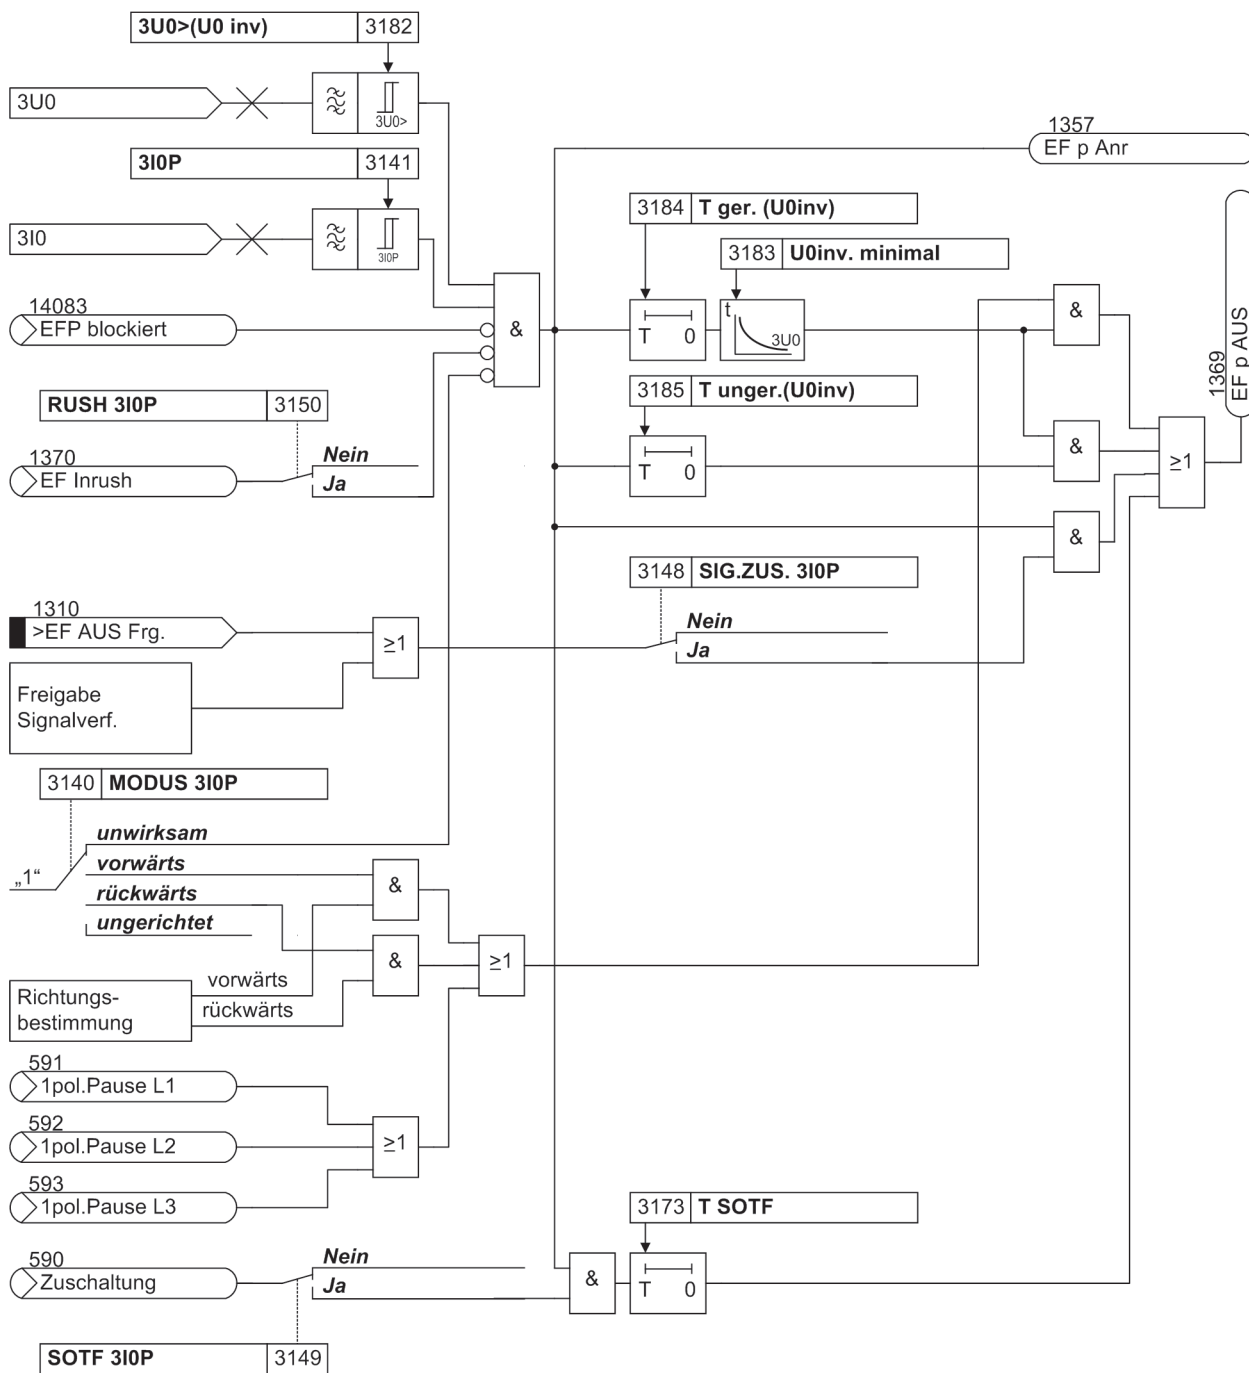 3U0>(U0 inv) 3182
3U0
3U0>
3I0P 3141
3I0
3I0P
1357
EF p Anr
3184 T ger. (U0inv)
3183 U0inv. minimal
14083
EFP blockiert
&
T 0
t
3U0
&
1369
EF p AUS
RUSH 3I0P 3150
3185 T unger.(U0inv)
1370
EF Inrush
Nein
Ja
T 0
&
≥1
&
3148 SIG.ZUS. 3I0P
1310
>EF AUS Frg.
≥1
Nein
Ja
Freigabe
Signalverf.
3140 MODUS 3I0P
„1“
unwirksam
vorwärts
rückwärts
ungerichtet
&
&
≥1
Richtungs-
bestimmung
vorwärts
rückwärts
591
1pol.Pause L1
592
1pol.Pause L2
≥1
593
1pol.Pause L3
3173 T SOTF
590
Zuschaltung
Nein
Ja
&
T 0
SOTF 3I0P 3149